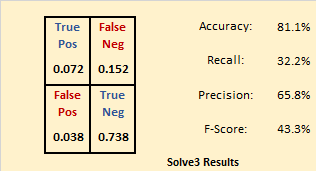 True Pos
False Neg
0.072
0.152
False Pos
True Neg
0.038
0.738
Accuracy: 81.1%
Recall: 32.2%
Precision: 65.8%
F-Score: 43.3%
Solve3 Results